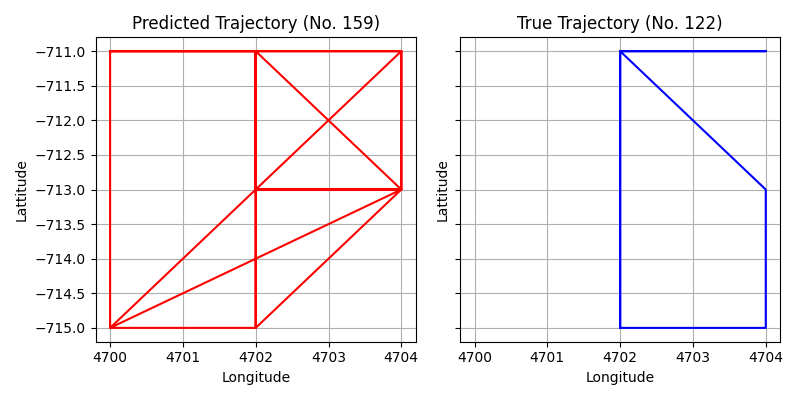 Predicted Trajectory (No. 159)
Lattitude
−711.0
−711.5
−712.0
−712.5
−713.0
−713.5
−714.0
−714.5
−715.0
4700 4701 4702 4703 4704
Longitude
True Trajectory (No. 122)
Lattitude
4700 4701 4702 4703 4704
Longitude